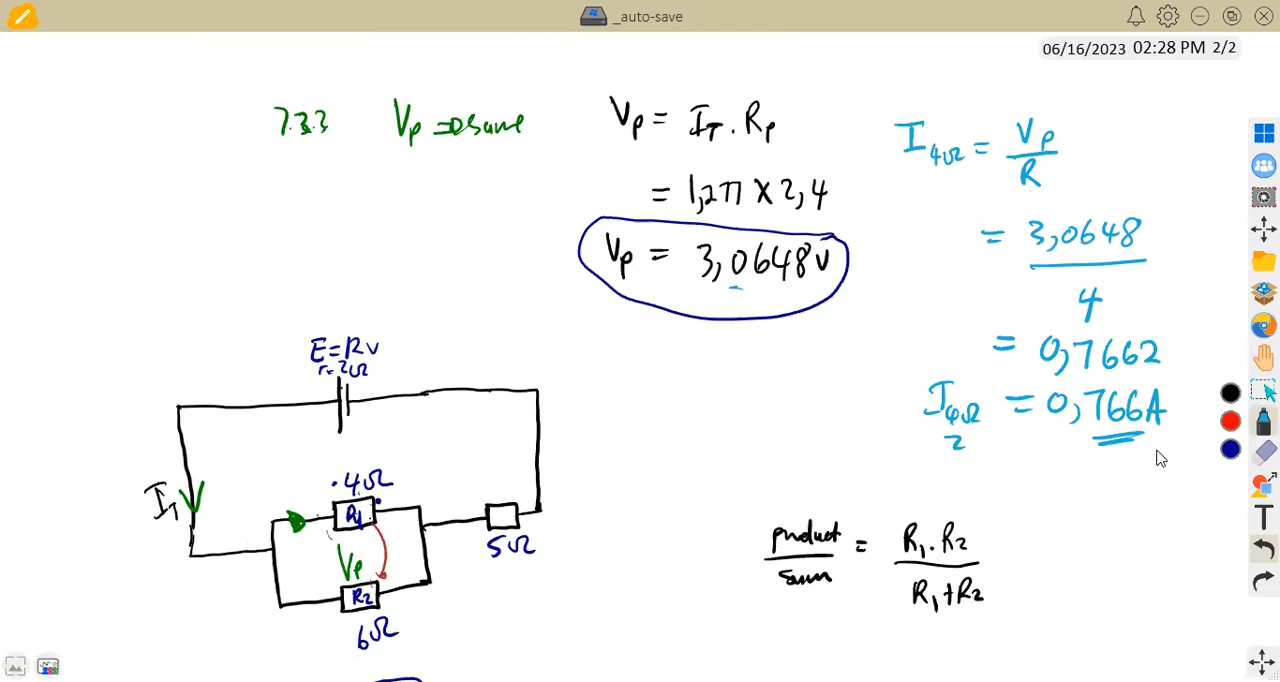 _auto-save
06/16/2023 02:28 PM 2/2
7.3.3 Vp => same
Vp = IT . Rp
= 1,277 x 2,4
Vp = 3,0648 v
I4Ω = Vp / R
= 3,0648 / 4
= 0,7662
I4Ω = 0,766A
2
E = 12 v
r = 2Ω
IT
4Ω
R1
Vp
R2
6Ω
5Ω
product / sum = R1 . R2 / R1 + R2
T